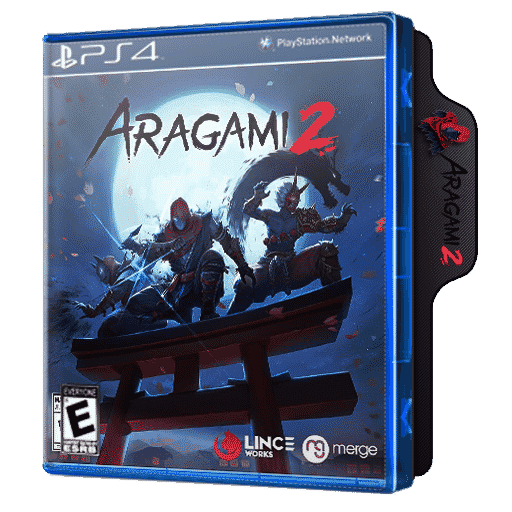 PS4
PlayStation.Network
ARAGAMI 2
ARAGAMI 2
EVERYONE
E
ESRB
LINCE
WORKS
merge